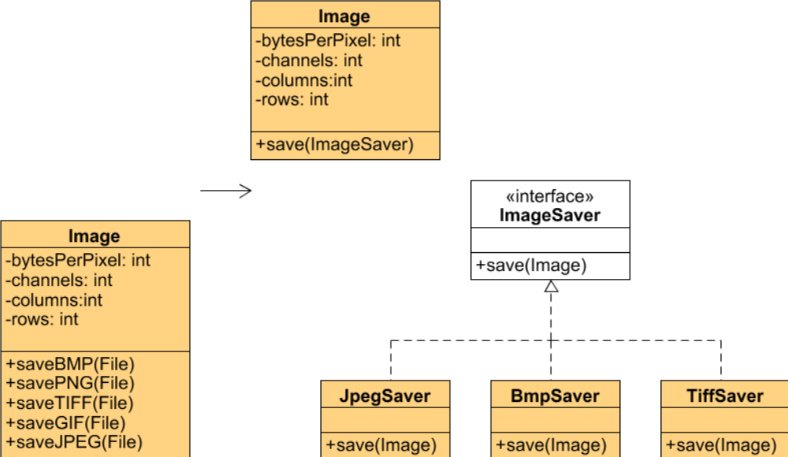 Image
-bytesPerPixel: int
-channels: int
-columns:int
-rows: int
+save(ImageSaver)
«interface»
ImageSaver
+save(Image)
Image
-bytesPerPixel: int
-channels: int
-columns:int
-rows: int
+saveBMP(File)
+savePNG(File)
+saveTIFF(File)
+saveGIF(File)
+saveJPEG(File)
JpegSaver
+save(Image)
BmpSaver
+save(Image)
TiffSaver
+save(Image)